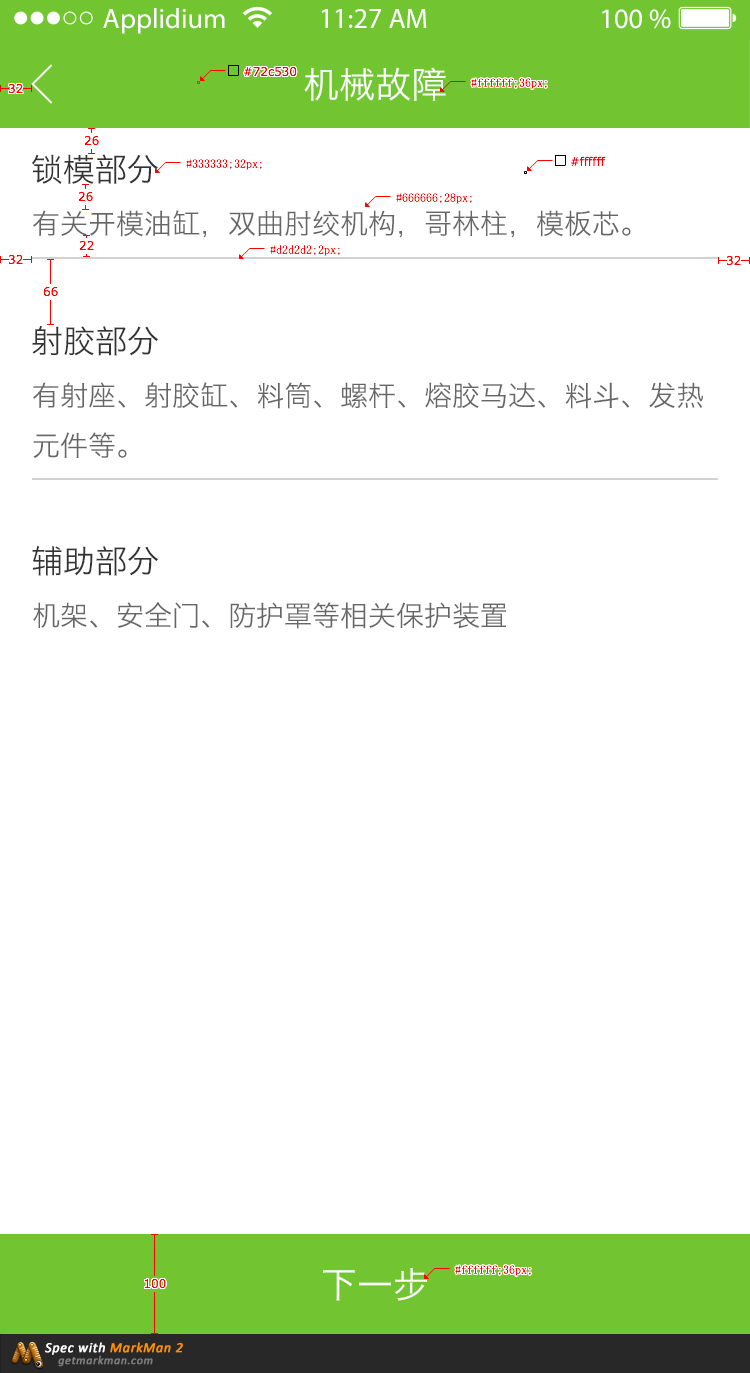 Applidium 11:27 AM 100 %
#72c530
32 机械故障 #ffffff;36px;
26
锁模部分 #333333;32px; #ffffff
26 #666666;28px;
有关开模油缸，双曲肘绞机构，哥林柱，模板芯。
22 #d2d2d2;2px;
32 32
66
射胶部分
有射座、射胶缸、料筒、螺杆、熔胶马达、料斗、发热
元件等。
辅助部分
机架、安全门、防护罩等相关保护装置
100 下一步 #ffffff;36px;
Spec with MarkMan 2
getmarkman.com